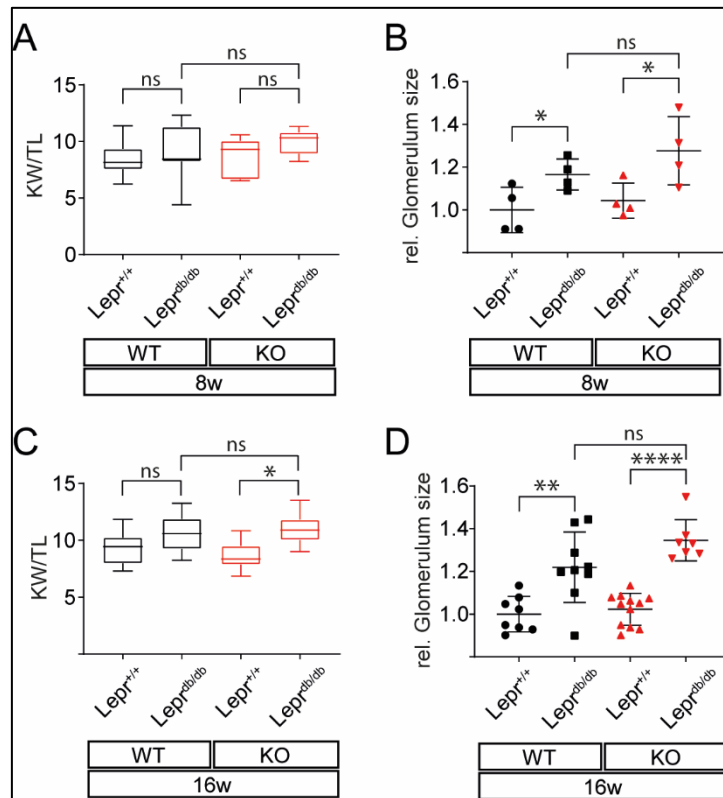 A
ns
ns
ns
15
10
5
0
KW/TL
Lepr+/+
Leprdb/db
Lepr+/+
Leprdb/db
WT
KO
8w
B
ns
*
*
1.6
1.4
1.2
1.0
rel. Glomerulum size
Lepr+/+
Leprdb/db
Lepr+/+
Leprdb/db
WT
KO
8w
C
ns
ns
*
15
10
5
KW/TL
Lepr+/+
Leprdb/db
Lepr+/+
Leprdb/db
WT
KO
16w
D
ns
**
****
1.6
1.4
1.2
1.0
rel. Glomerulum size
Lepr+/+
Leprdb/db
Lepr+/+
Leprdb/db
WT
KO
16w